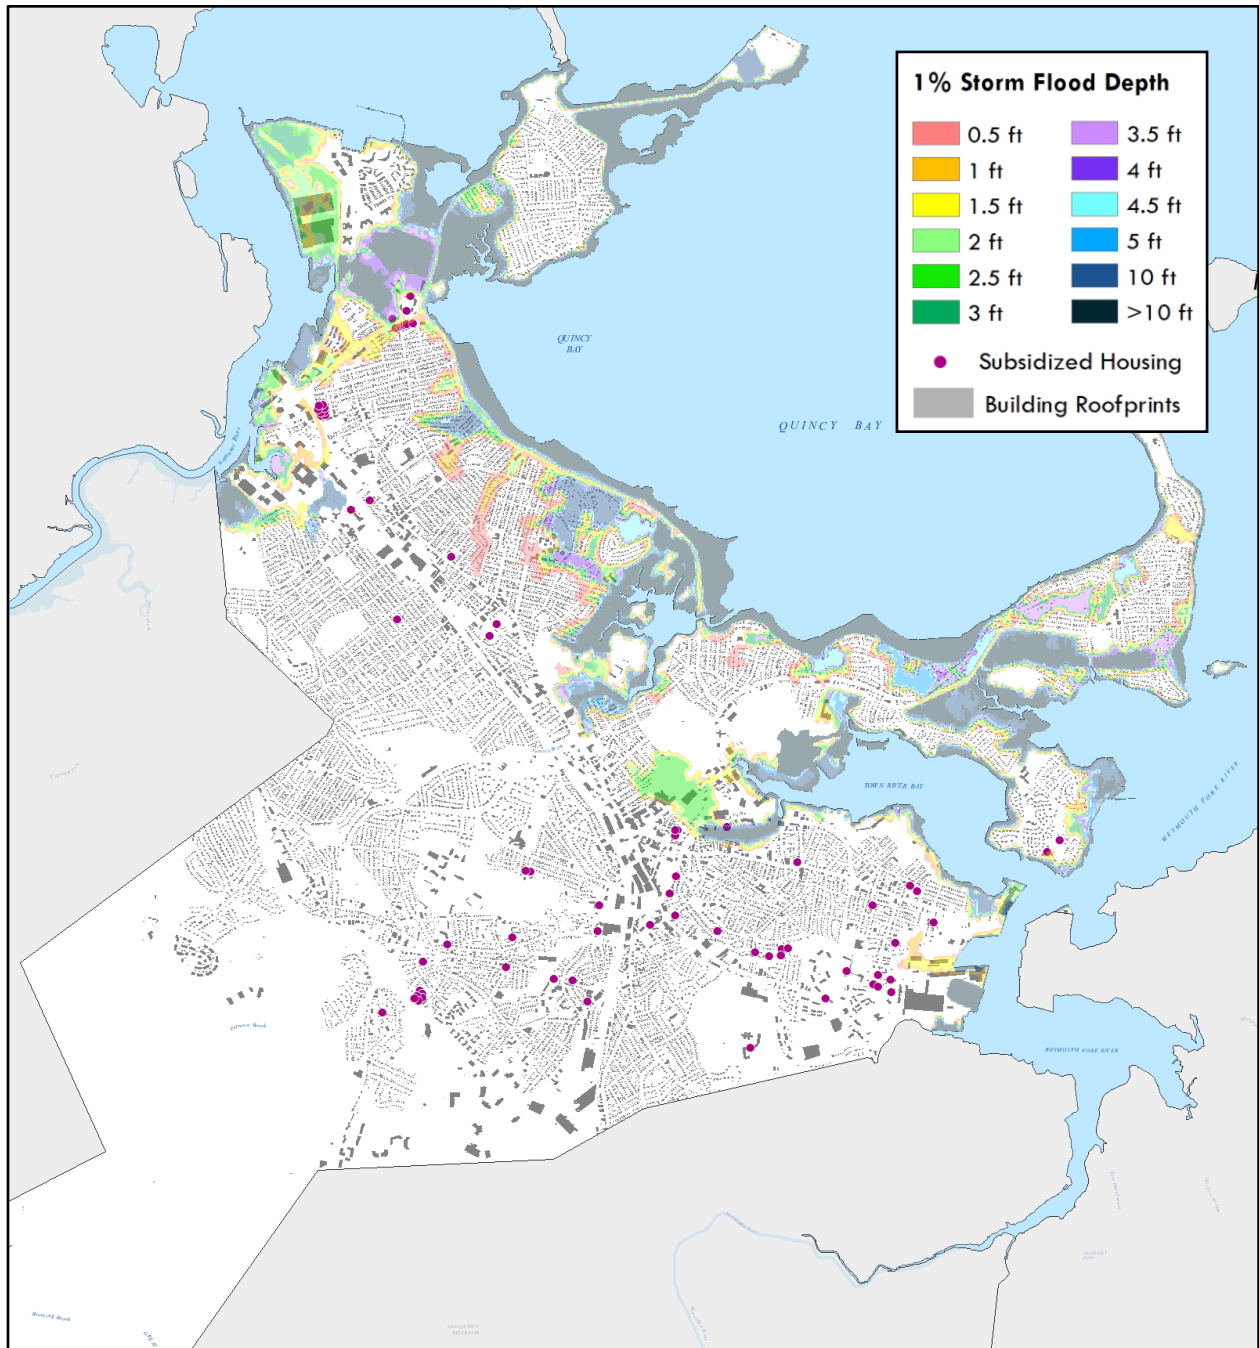 1% Storm Flood Depth
0.5 ft
3.5 ft
1 ft
4 ft
1.5 ft
4.5 ft
2 ft
5 ft
2.5 ft
10 ft
3 ft
>10 ft
Subsidized Housing
Building Roofprints
QUINCY
BAY
QUINCY BAY
TOWN RIVER BAY
WEYMOUTH FORE RIVER
WEYMOUTH FORE RIVER